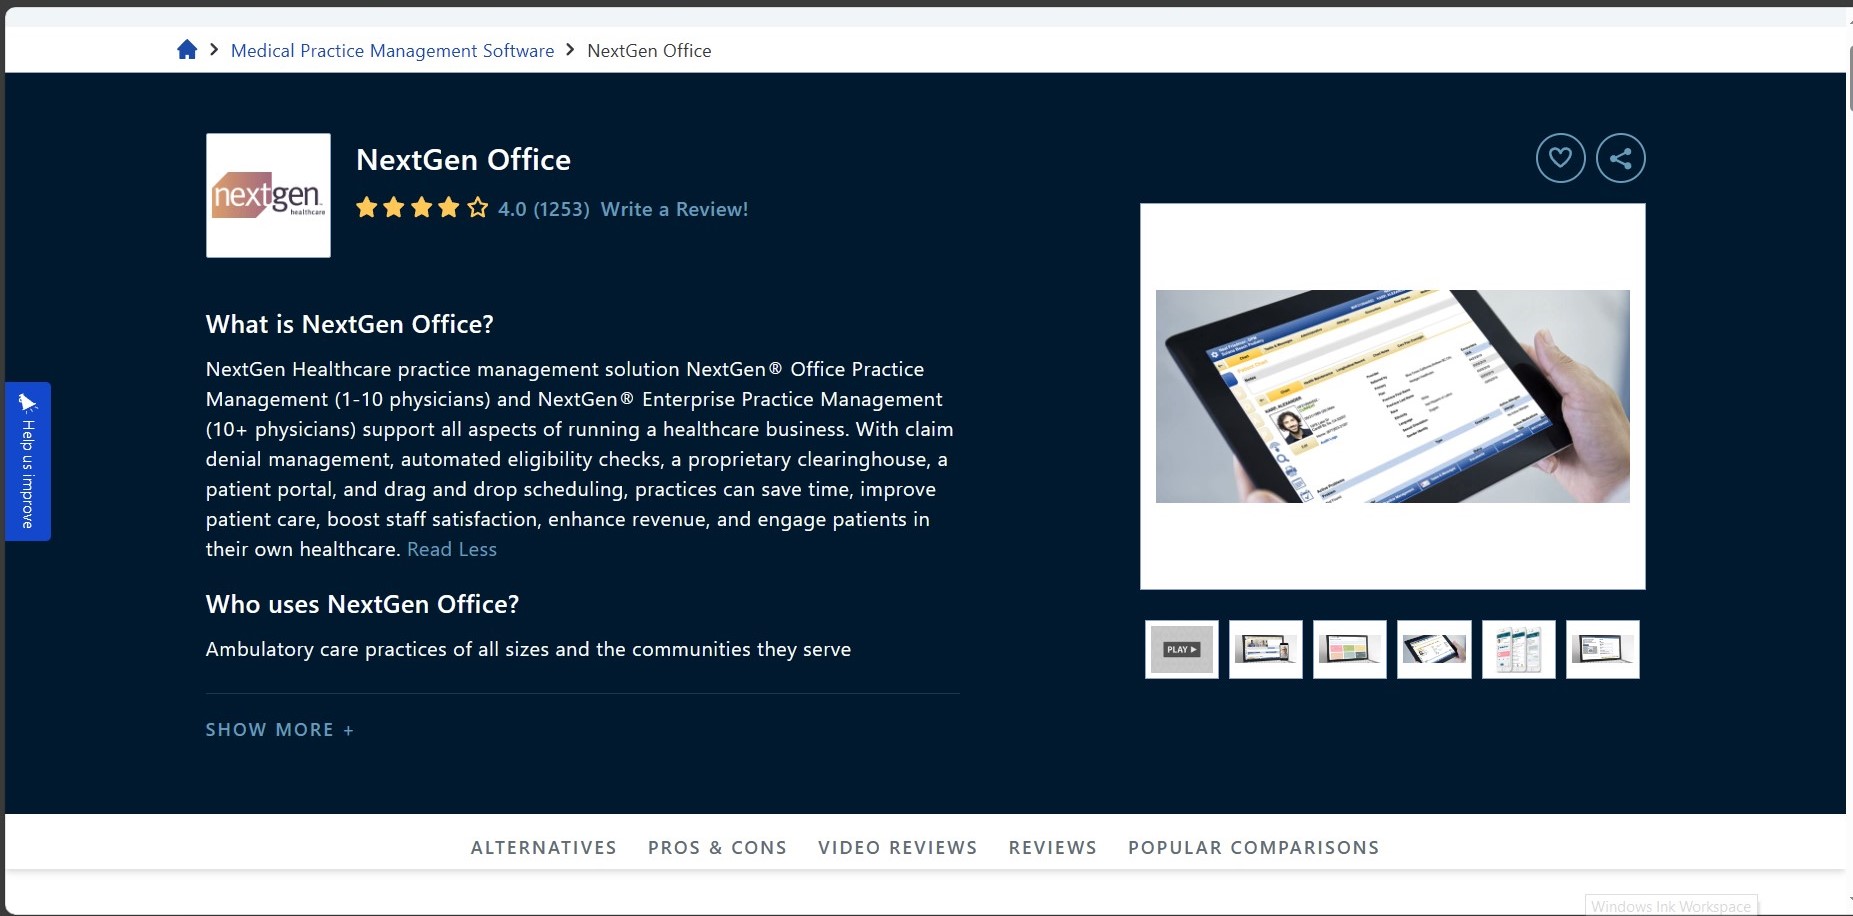 Medical Practice Management Software
NextGen Office
nextgen
healthcare
NextGen Office
4.0 (1253) Write a Review!
What is NextGen Office?
NextGen Healthcare practice management solution NextGen® Office Practice
Management (1-10 physicians) and NextGen® Enterprise Practice Management
(10+ physicians) support all aspects of running a healthcare business. With claim
denial management, automated eligibility checks, a proprietary clearinghouse, a
patient portal, and drag and drop scheduling, practices can save time, improve
patient care, boost staff satisfaction, enhance revenue, and engage patients in
their own healthcare. Read Less
Who uses NextGen Office?
Ambulatory care practices of all sizes and the communities they serve
SHOW MORE +
Help us improve
PLAY
ALTERNATIVES
PROS & CONS
VIDEO REVIEWS
REVIEWS
POPULAR COMPARISONS
Windows Ink Workspace